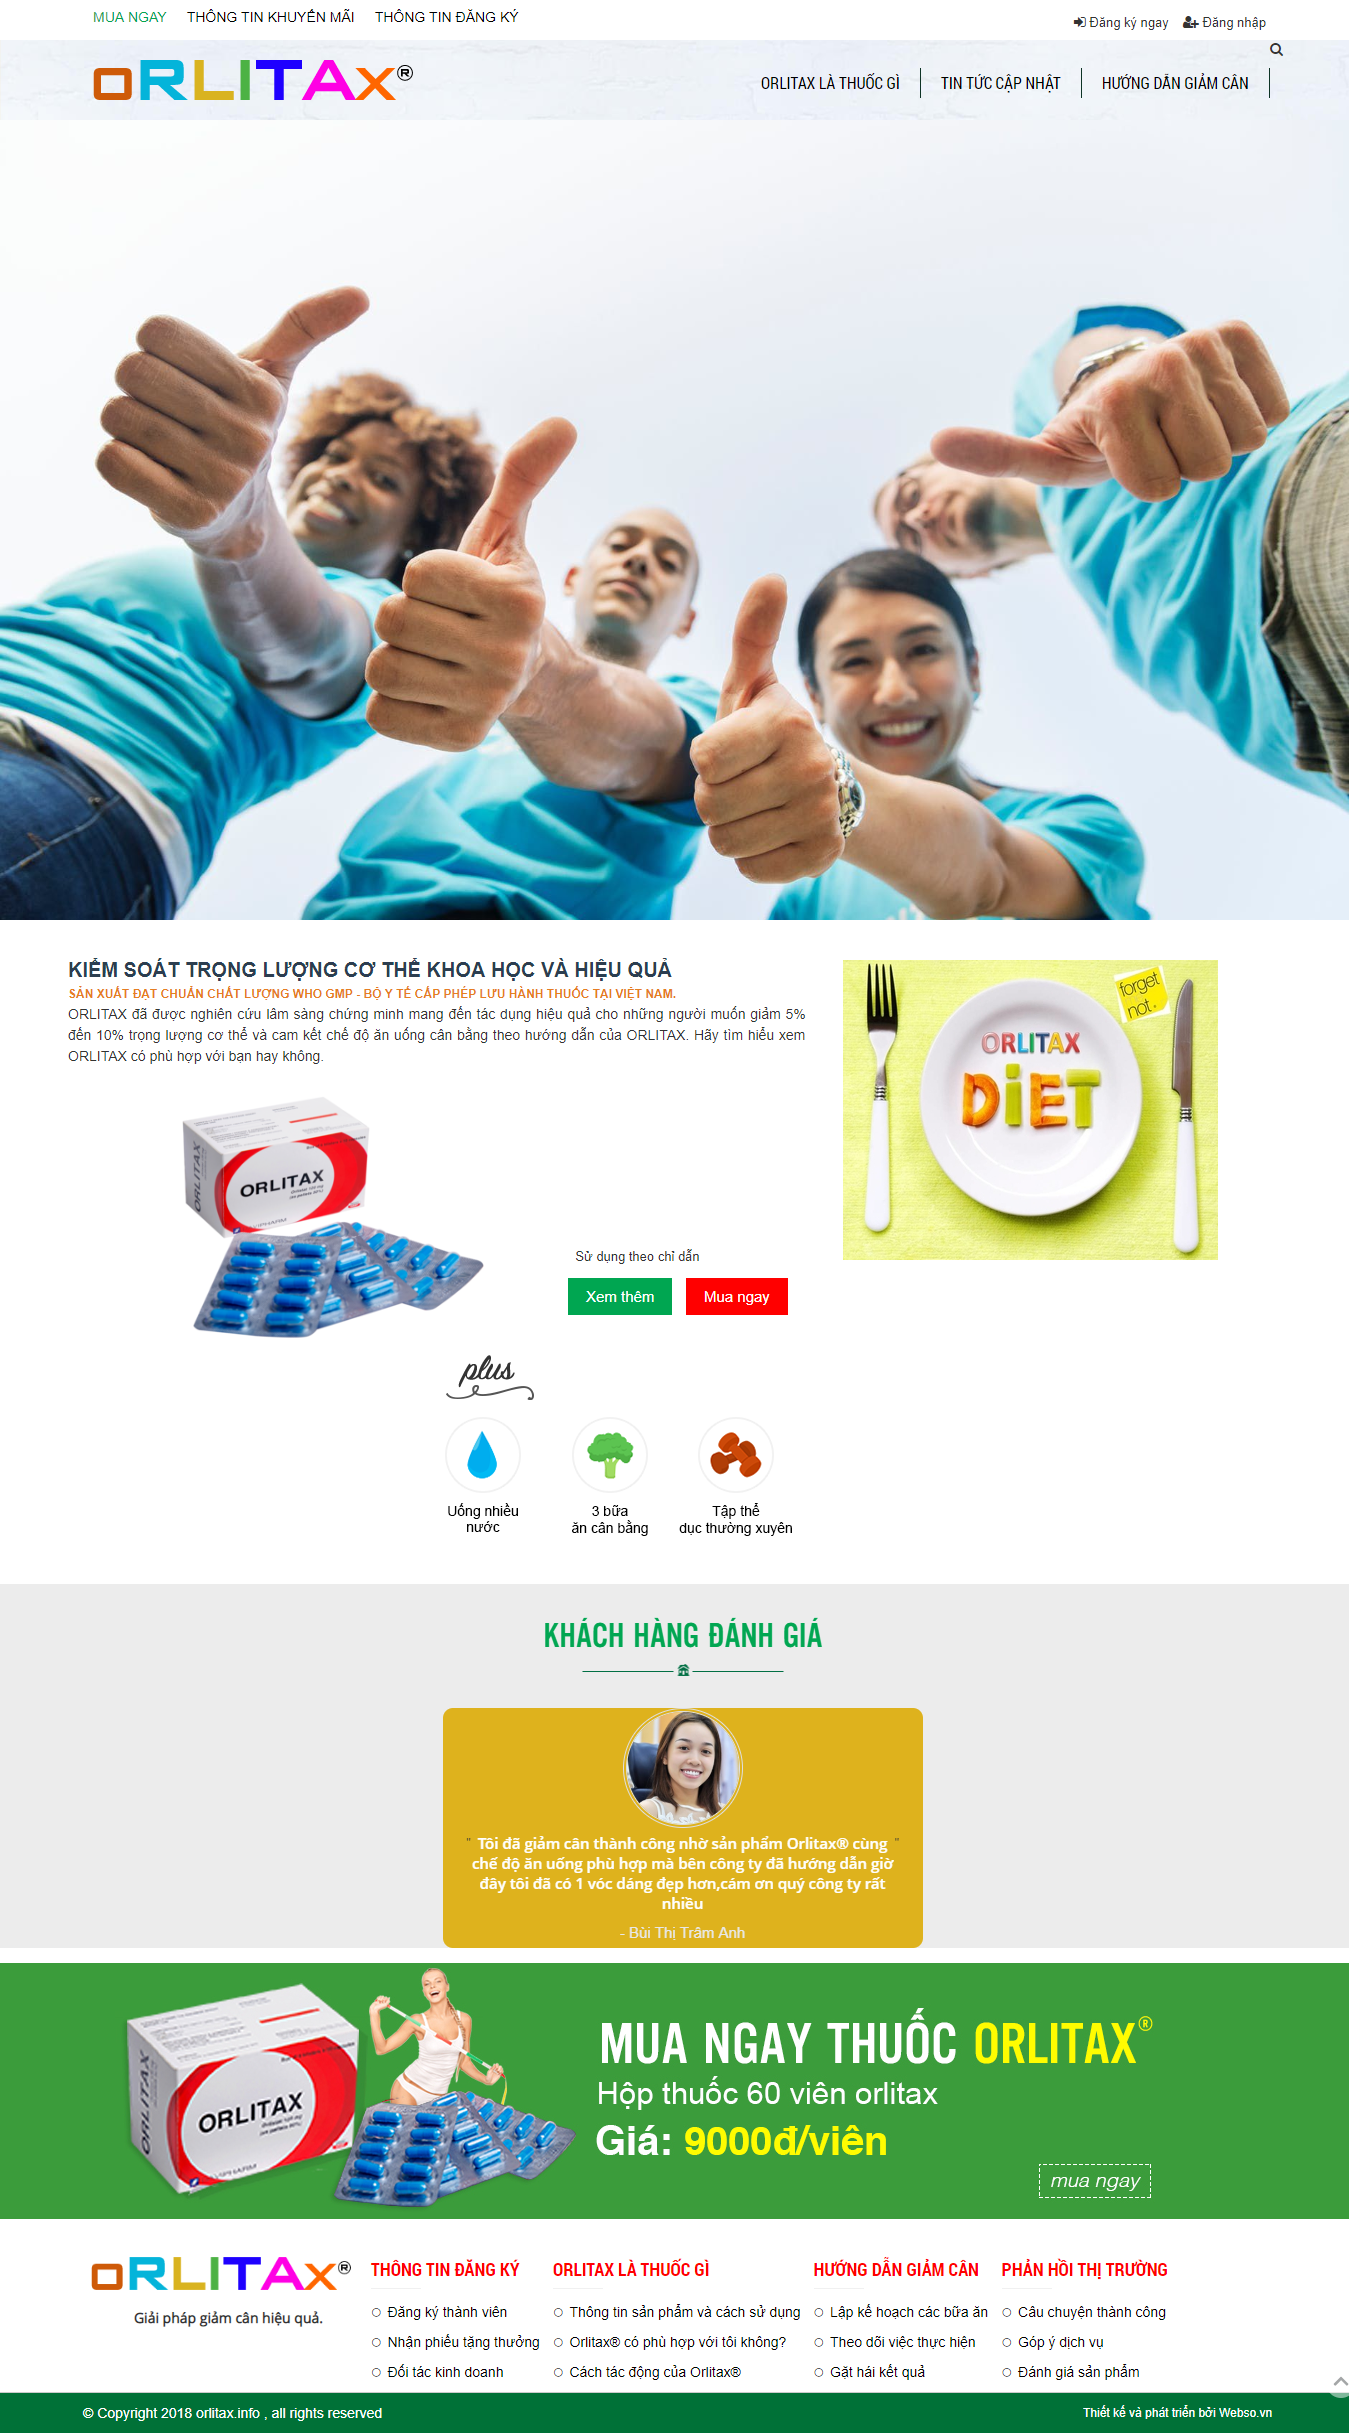 MUA NGAY THÔNG TIN KHUYẾN MÃI THÔNG TIN ĐĂNG KÝ
Đăng ký ngay Đăng nhập
ORLITAX®
ORLITAX LÀ THUỐC GÌ TIN TỨC CẬP NHẬT HƯỚNG DẪN GIẢM CÂN
KIỂM SOÁT TRỌNG LƯỢNG CƠ THỂ KHOA HỌC VÀ HIỆU QUẢ
SẢN XUẤT ĐẠT CHUẨN CHẤT LƯỢNG WHO GMP - BỘ Y TẾ CẤP PHÉP LƯU HÀNH THUỐC TẠI VIỆT NAM.
ORLITAX đã được nghiên cứu lâm sàng chứng minh mang đến tác dụng hiệu quả cho những người muốn giảm 5%
đến 10% trọng lượng cơ thể và cam kết chế độ ăn uống cân bằng theo hướng dẫn của ORLITAX. Hãy tìm hiểu xem
ORLITAX có phù hợp với bạn hay không.
forget
not.
ORLITAX
DiET
ORLITAX
ORLITAX
Sử dụng theo chỉ dẫn
Xem thêm Mua ngay
plus
Uống nhiều
nước
3 bữa
ăn cân bằng
Tập thể
dục thường xuyên
KHÁCH HÀNG ĐÁNH GIÁ
" Tôi đã giảm cân thành công nhờ sản phẩm Orlitax® cùng "
chế độ ăn uống phù hợp mà bên công ty đã hướng dẫn giờ
đây tôi đã có 1 vóc dáng đẹp hơn,cám ơn quý công ty rất
nhiều
- Bùi Thị Trâm Anh
ORLITAX
ORLITAX
MUA NGAY THUỐC ORLITAX®
Hộp thuốc 60 viên orlitax
Giá: 9000đ/viên
mua ngay
ORLITAX®
Giải pháp giảm cân hiệu quả.
THÔNG TIN ĐĂNG KÝ
Đăng ký thành viên
Nhận phiếu tặng thưởng
Đối tác kinh doanh
ORLITAX LÀ THUỐC GÌ
Thông tin sản phẩm và cách sử dụng
Orlitax® có phù hợp với tôi không?
Cách tác động của Orlitax®
HƯỚNG DẪN GIẢM CÂN
Lập kế hoạch các bữa ăn
Theo dõi việc thực hiện
Gặt hái kết quả
PHẢN HỒI THỊ TRƯỜNG
Câu chuyện thành công
Góp ý dịch vụ
Đánh giá sản phẩm
© Copyright 2018 orlitax.info , all rights reserved
Thiết kế và phát triển bởi Webso.vn